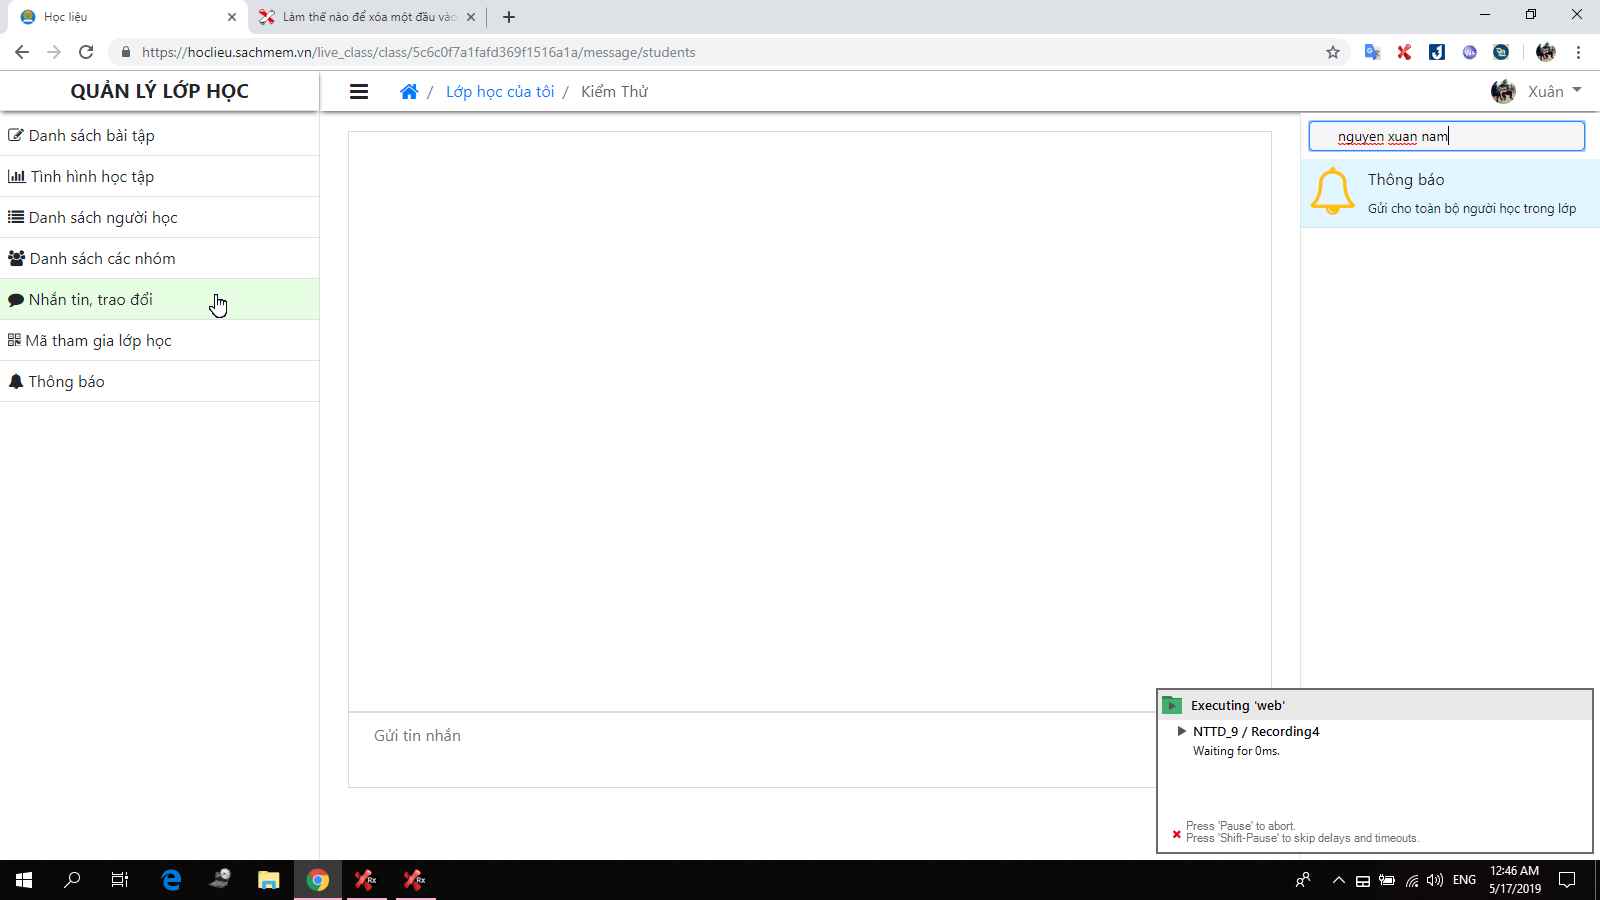 Học liệu
Làm thế nào để xóa một đầu vào
https://hoclieu.sachmem.vn/live_class/class/5c6c0f7a1fafd369f1516a1a/message/students
QUẢN LÝ LỚP HỌC
/ Lớp học của tôi / Kiểm Thử
Xuân
Danh sách bài tập
Tình hình học tập
Danh sách người học
Danh sách các nhóm
Nhắn tin, trao đổi
Mã tham gia lớp học
Thông báo
nguyen xuan nam
Thông báo
Gửi cho toàn bộ người học trong lớp
Gửi tin nhắn
Executing 'web'
NTTD_9 / Recording4
Waiting for 0ms.
Press 'Pause' to abort.
Press 'Shift-Pause' to skip delays and timeouts.
Rx
Rx
ENG
12:46 AM
5/17/2019